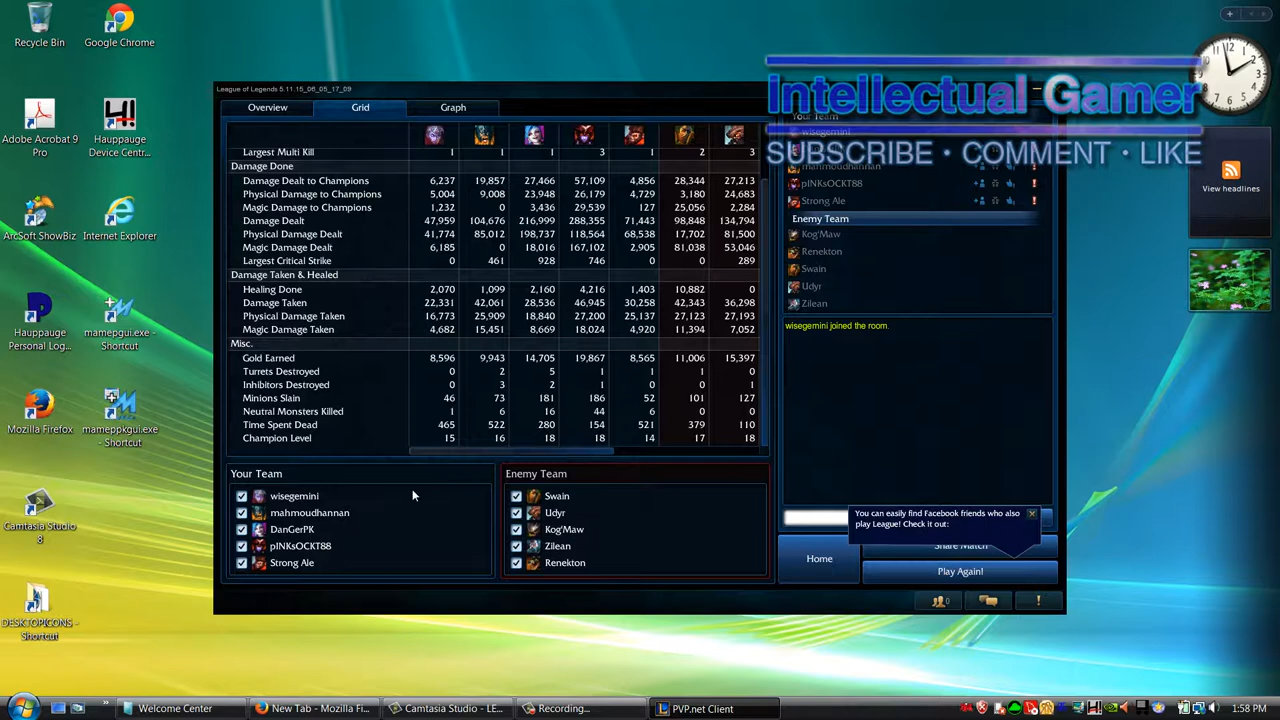 Recycle Bin
Google Chrome
Adobe Acrobat 9 Pro
Hauppauge Device Centr...
ArcSoft ShowBiz
Internet Explorer
Hauppauge Personal Log...
mamepgui.exe - Shortcut
Mozilla Firefox
mameppkgui.exe - Shortcut
Camtasia Studio 8
DESKTOPICONS - Shortcut
Intellectual Gamer
SUBSCRIBE • COMMENT • LIKE
View headlines
League of Legends 5.11.15_06_05_17_09
Overview Grid Graph
Largest Multi Kill 1 1 1 3 1 2 3
Damage Done
Damage Dealt to Champions 6,237 19,857 27,466 57,109 4,856 28,344 27,213
Physical Damage to Champions 5,004 9,008 23,948 26,179 4,729 3,180 24,683
Magic Damage to Champions 1,232 0 3,436 29,539 127 25,056 2,284
Damage Dealt 47,959 104,676 216,999 288,355 71,443 98,848 134,794
Physical Damage Dealt 41,774 85,012 198,737 118,564 68,538 17,702 81,500
Magic Damage Dealt 6,185 0 18,016 167,102 2,905 81,038 53,046
Largest Critical Strike 0 461 928 746 0 0 289
Damage Taken & Healed
Healing Done 2,070 1,099 2,160 4,216 1,403 10,882 0
Damage Taken 22,331 42,061 28,536 46,945 30,258 42,343 36,298
Physical Damage Taken 16,773 25,909 18,840 27,200 25,137 27,123 27,193
Magic Damage Taken 4,682 15,451 8,669 18,024 4,920 11,394 7,052
Misc.
Gold Earned 8,596 9,943 14,705 19,867 8,565 11,006 15,397
Turrets Destroyed 0 2 5 1 1 1 0
Inhibitors Destroyed 0 3 2 1 0 0 1
Minions Slain 46 73 181 186 52 101 127
Neutral Monsters Killed 1 6 16 44 6 0 0
Time Spent Dead 465 522 280 154 521 379 110
Champion Level 15 16 18 18 14 17 18
Your Team
wisegemini
mahmoudhannan
DanGerPK
pINKsOCKT88
Strong Ale
Enemy Team
Swain
Udyr
Kog'Maw
Zilean
Renekton
Your Team
wisegemini
mahmoudhannan
pINKsOCKT88
Strong Ale
Enemy Team
Kog'Maw
Renekton
Swain
Udyr
Zilean
wisegemini joined the room.
You can easily find Facebook friends who also
play League! Check it out:
Share Match
Home
Play Again!
0
Welcome Center
New Tab - Mozilla Fi...
Camtasia Studio - LE...
Recording...
PVP.net Client
1:58 PM